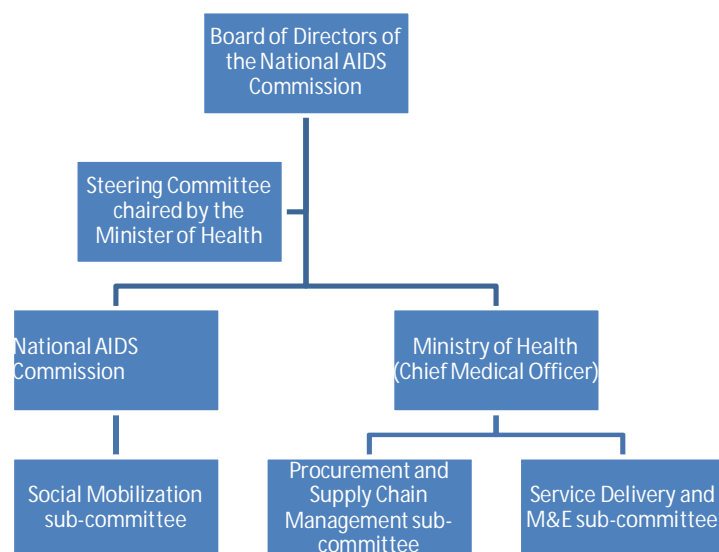 Board of Directors of
the National AIDS
Commission
Steering Committee
chaired by the
Minister of Health
National AIDS
Commission
Ministry of Health
(Chief Medical Officer)
Social Mobilization
sub-committee
Procurement and
Supply Chain
Management sub-
committee
Service Delivery and
M&E sub-committee